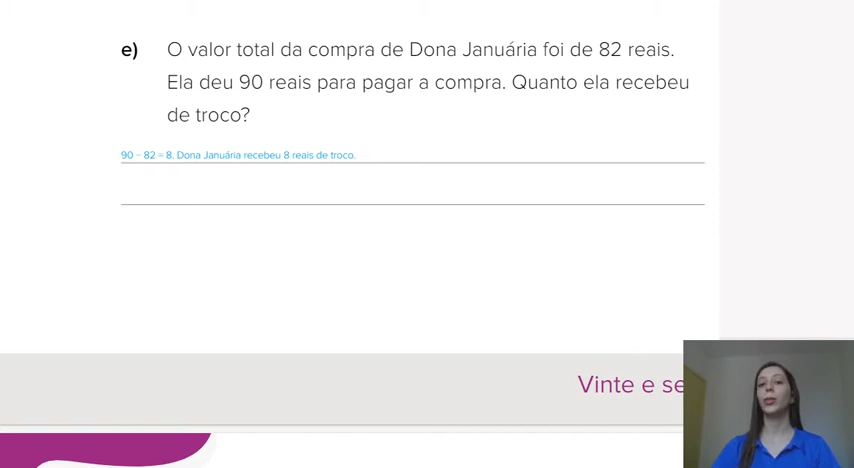 e) O valor total da compra de Dona Januária foi de 82 reais.
Ela deu 90 reais para pagar a compra. Quanto ela recebeu
de troco?
90 – 82 = 8. Dona Januária recebeu 8 reais de troco.
Vinte e se